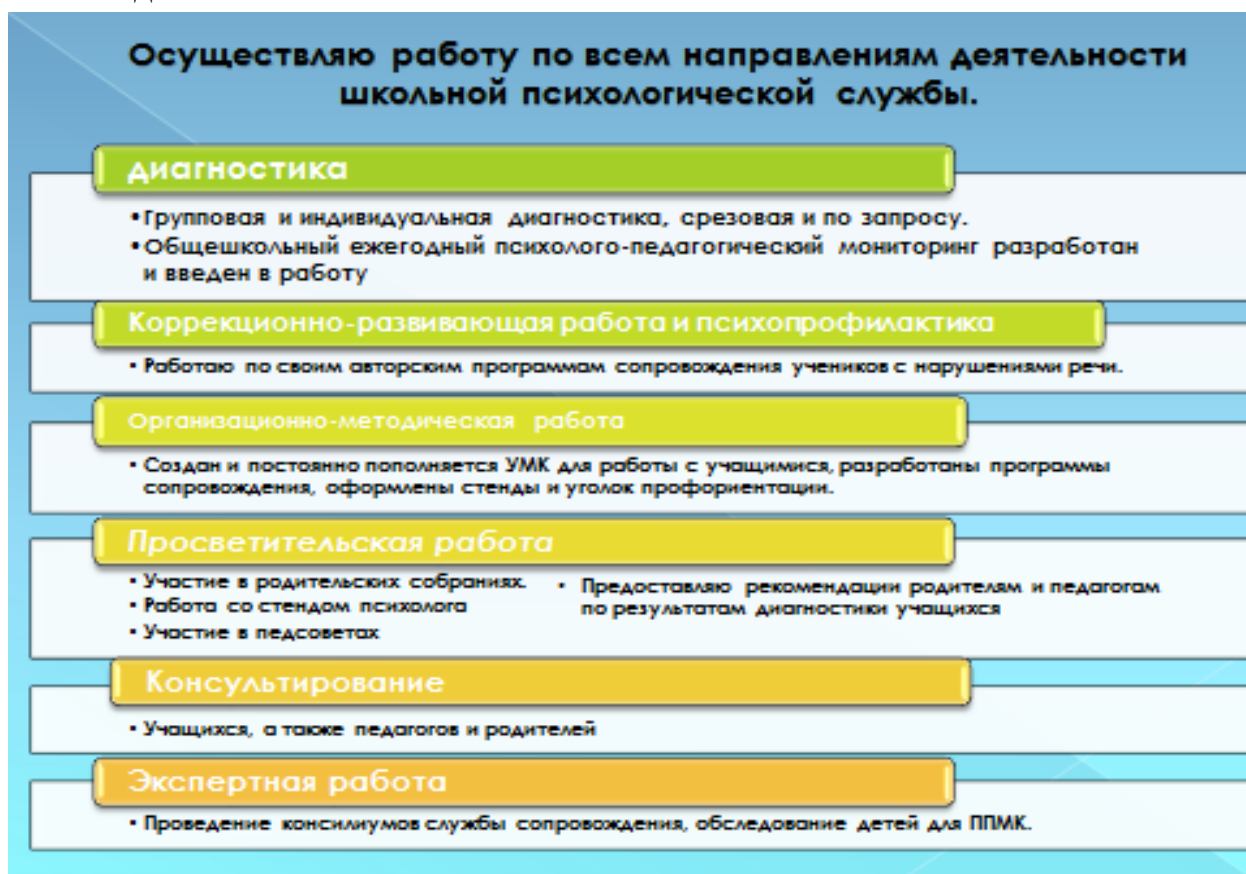 Осуществляю работу по всем направлениям деятельности
школьной психологической службы.
диагностика
•Групповая и индивидуальная диагностика, срезовая и по запросу.
•Общешкольный ежегодный психолого-педагогический мониторинг разработан
и введен в работу
Коррекционно-развивающая работа и психопрофилактика
• Работаю по своим авторским программам сопровождения учеников с нарушениями речи.
Организационно-методическая работа
• Создан и постоянно пополняется УМК для работы с учащимися, разработаны программы
сопровождения, оформлены стенды и уголок профориентации.
Просветительская работа
• Участие в родительских собраниях.
• Работа со стендом психолога
• Участие в педсоветах
• Предоставляю рекомендации родителям и педагогам
по результатам диагностики учащихся
Консультирование
• Учащихся, а также педагогов и родителей
Экспертная работа
• Проведение консилиумов службы сопровождения, обследование детей для ППМК.